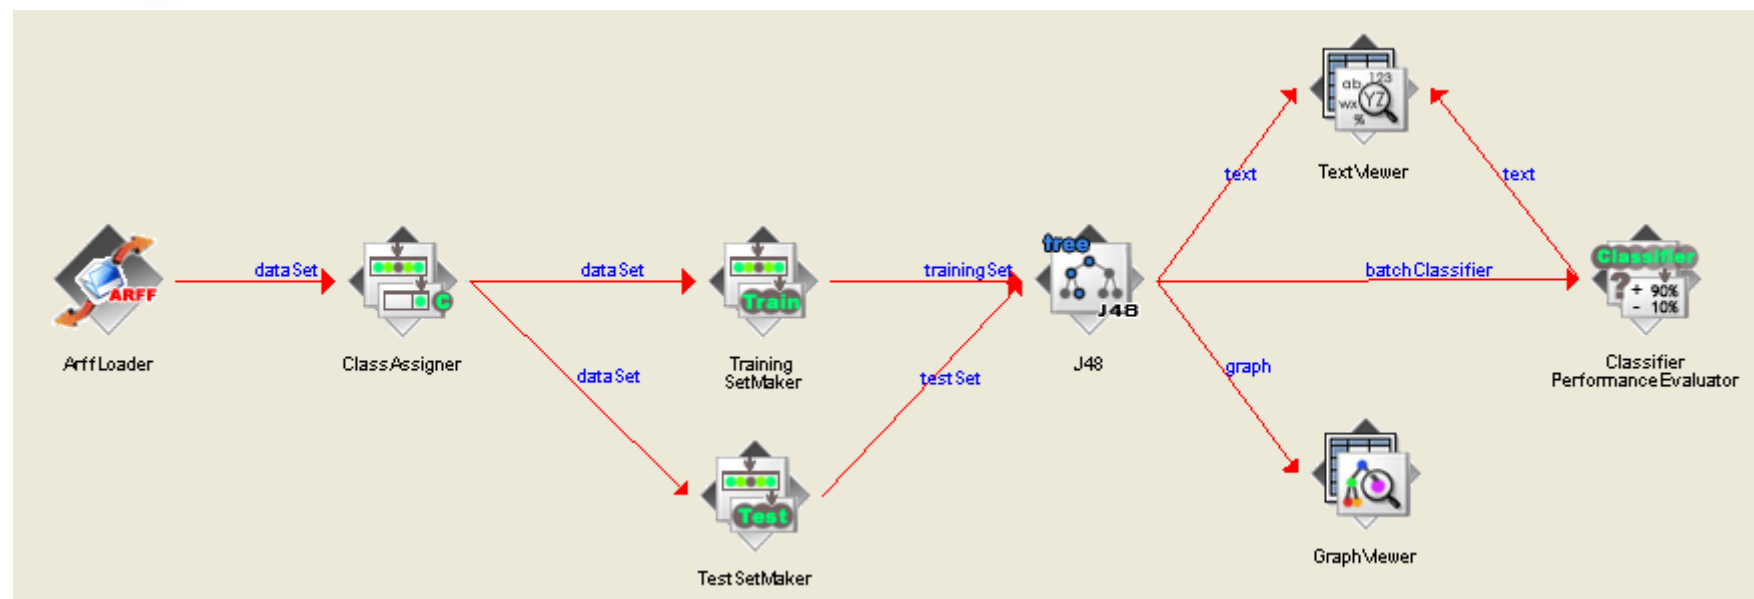 ab 123
wx YZ
%
text
TextViewer
text
ARFF
dataSet
C
dataSet
Train
trainingSet
tree
J48
batchClassifier
Classifier
? + 90%
- 10%
ArffLoader
ClassAssigner
dataSet
Training
SetMaker
testSet
J48
graph
Classifier
PerformanceEvaluator
Test
TestSetMaker
GraphViewer